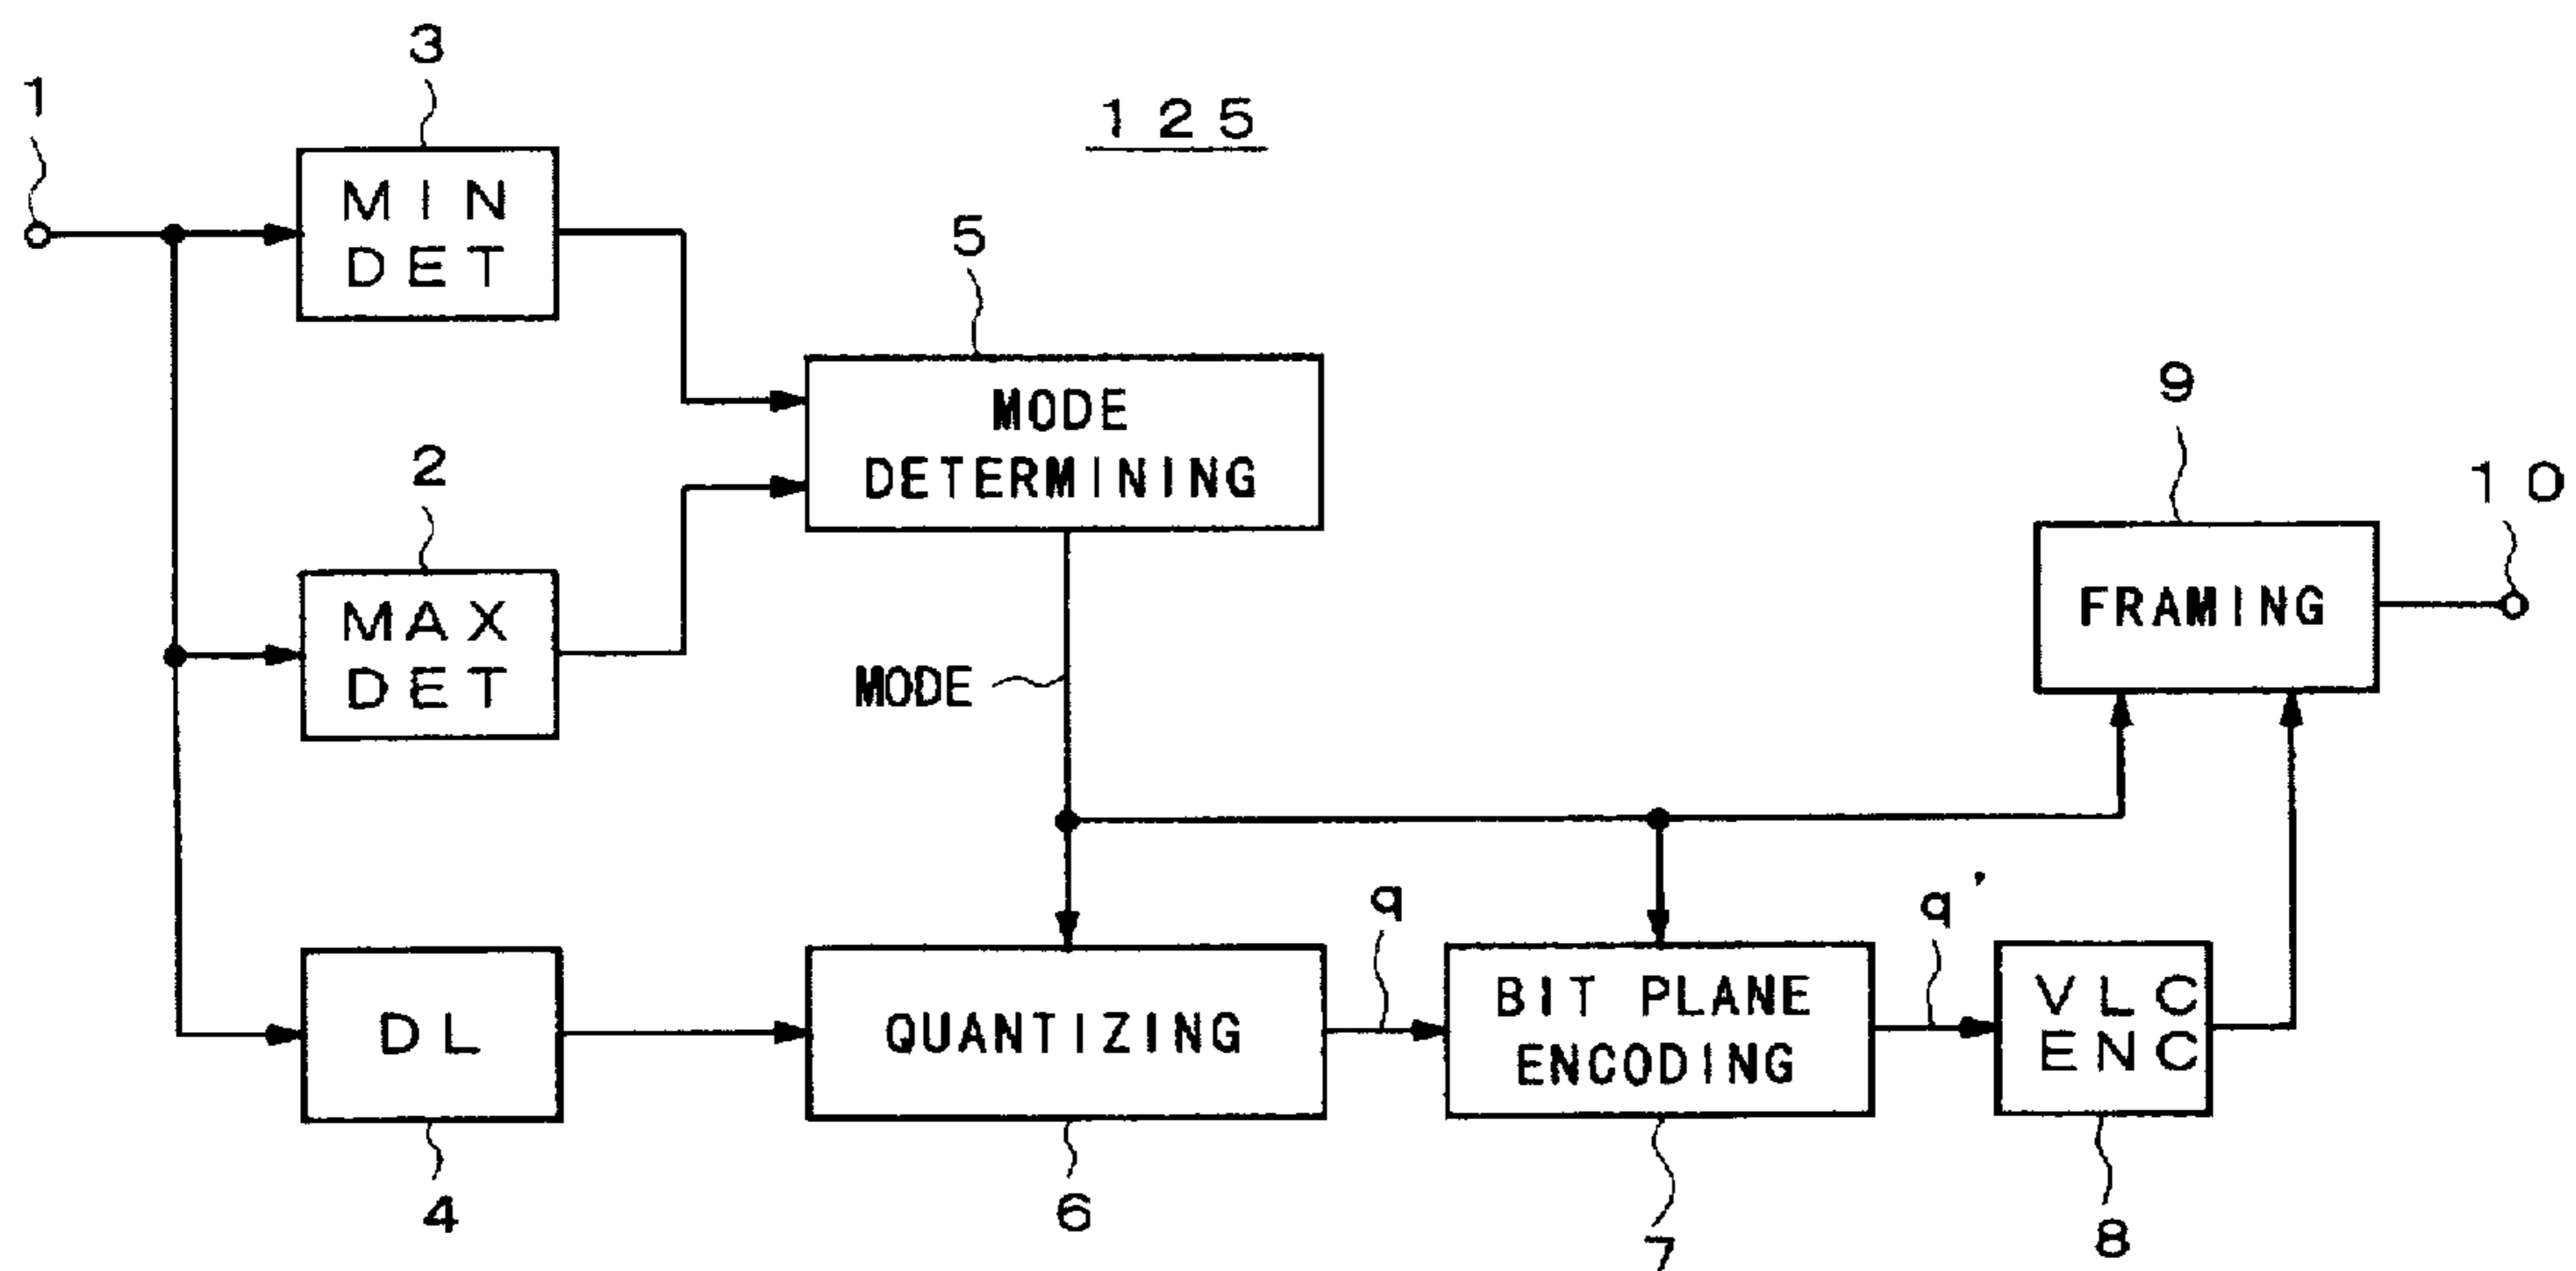 3
1
125
MIN
DET
5
MODE
DETERMINING
9
2
10
MAX
DET
FRAMING
MODE
q
q'
DL
QUANTIZING
BIT PLANE
ENCODING
VLC
ENC
4
6
7
8